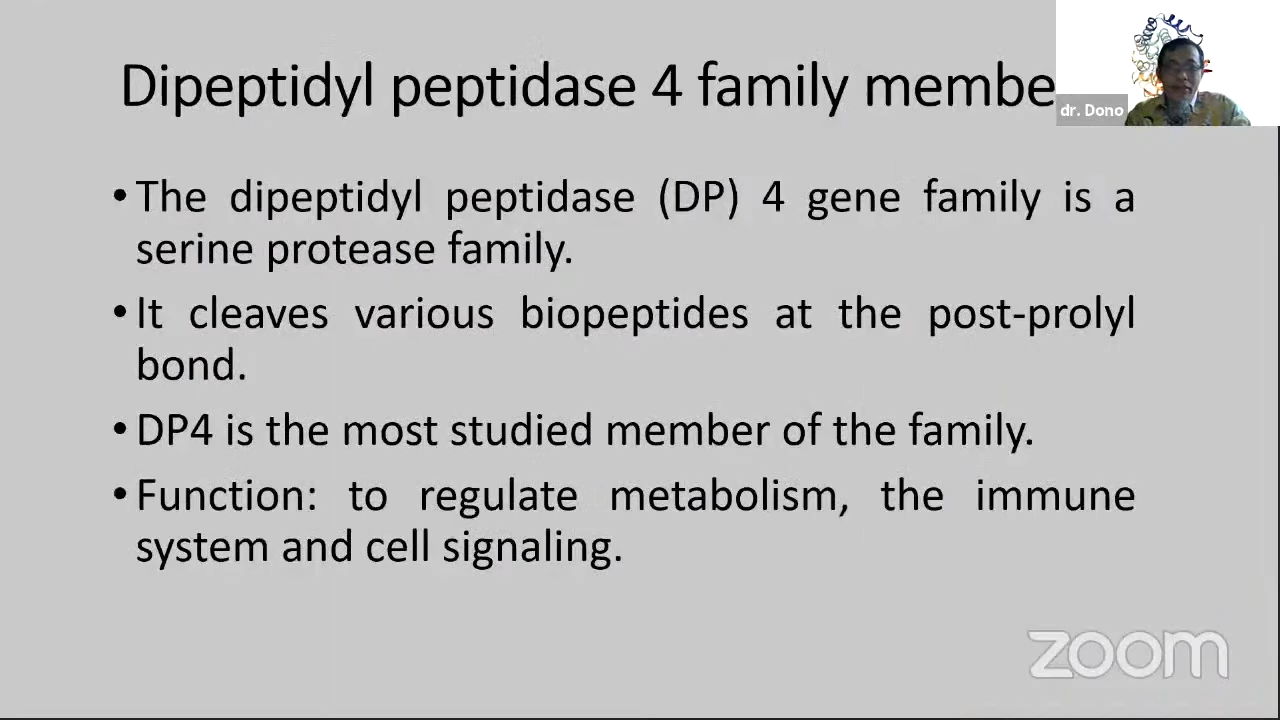 Dipeptidyl peptidase 4 family membe
dr. Dono
• The dipeptidyl peptidase (DP) 4 gene family is a
serine protease family.
• It cleaves various biopeptides at the post-prolyl
bond.
• DP4 is the most studied member of the family.
• Function: to regulate metabolism, the immune
system and cell signaling.
zoom